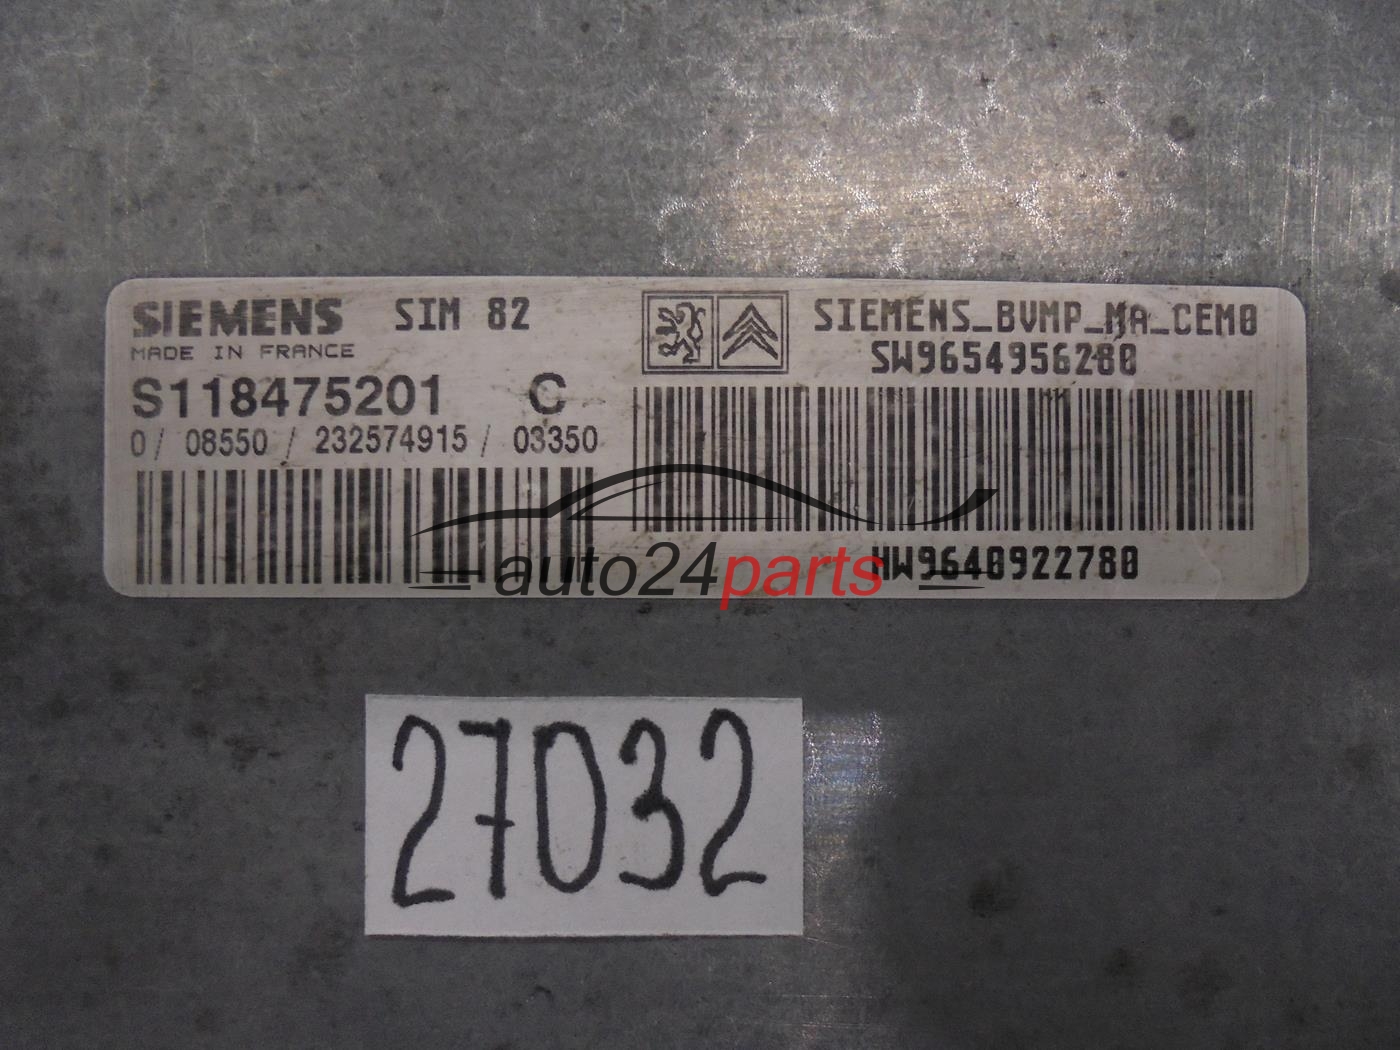 SIEMENS SIM 82
MADE IN FRANCE
S118475201 C
0 / 08550 / 232574915 / 03350
SIEMENS_BVMP_MA_CEM0
SW9654956280
HW9640922780
auto24parts
27032